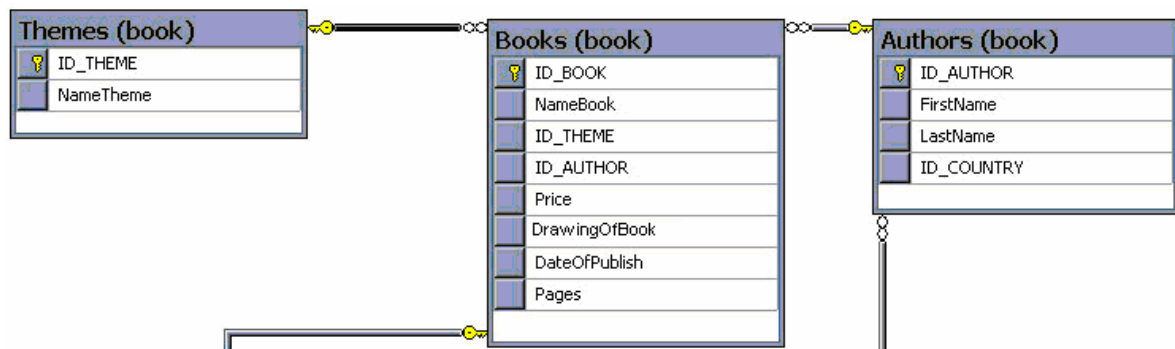 Themes (book)
ID_THEME
NameTheme
Books (book)
ID_BOOK
NameBook
ID_THEME
ID_AUTHOR
Price
DrawingOfBook
DateOfPublish
Pages
Authors (book)
ID_AUTHOR
FirstName
LastName
ID_COUNTRY